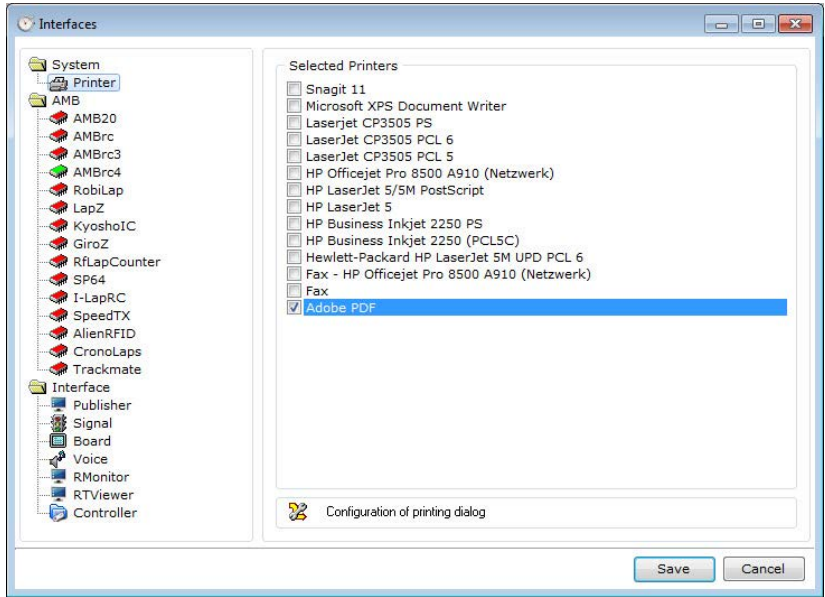 Interfaces
System
Printer
AMB
AMB20
AMBrc
AMBrc3
AMBrc4
RobiLap
LapZ
KyoshoIC
GiroZ
RfLapCounter
SP64
I-LapRC
SpeedTX
AlienRFID
CronoLaps
Trackmate
Interface
Publisher
Signal
Board
Voice
RMonitor
RTViewer
Controller
Selected Printers
Snagit 11
Microsoft XPS Document Writer
Laserjet CP3505 PS
LaserJet CP3505 PCL 6
LaserJet CP3505 PCL 5
HP Officejet Pro 8500 A910 (Netzwerk)
HP LaserJet 5/5M PostScript
HP LaserJet 5
HP Business Inkjet 2250 PS
HP Business Inkjet 2250 (PCL5C)
Hewlett-Packard HP LaserJet 5M UPD PCL 6
Fax - HP Officejet Pro 8500 A910 (Netzwerk)
Fax
Adobe PDF
Configuration of printing dialog
Save Cancel